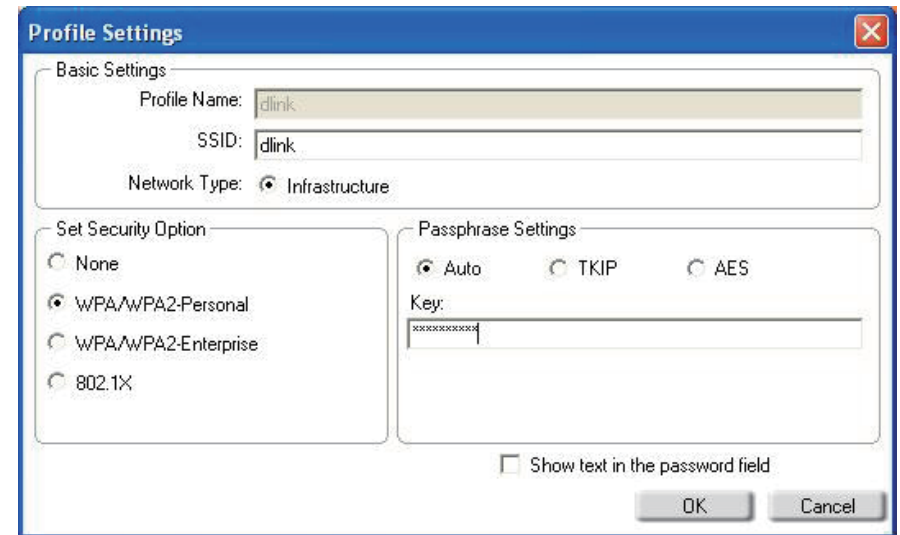 Profile Settings
Basic Settings
Profile Name: dlink
SSID: dlink
Network Type: Infrastructure
Set Security Option
None
WPA/WPA2-Personal
WPA/WPA2-Enterprise
802.1X
Passphrase Settings
Auto TKIP AES
Key:
xxxxxxxxxx
Show text in the password field
OK Cancel